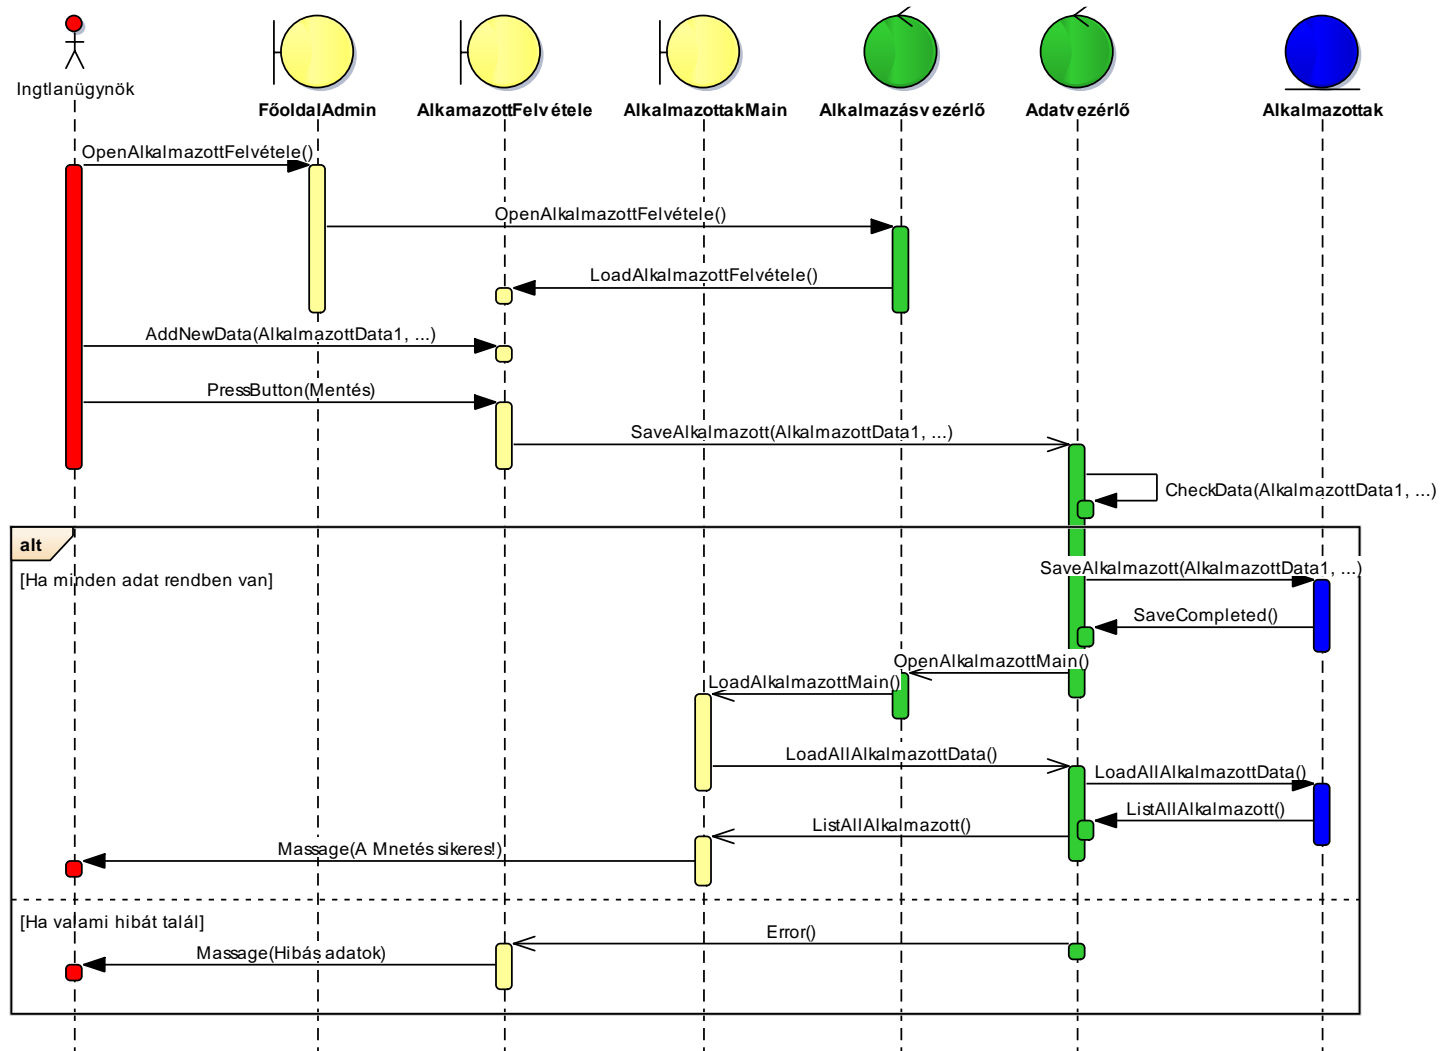 Ingtlanügynök
FőoldalAdmin
AlkamazottFelvétele
AlkalmazottakMain
Alkalmazásvezérlő
Adatvezérlő
Alkalmazottak
OpenAlkalmazottFelvétele()
OpenAlkalmazottFelvétele()
LoadAlkalmazottFelvétele()
AddNewData(AlkalmazottData1, ...)
PressButton(Mentés)
SaveAlkalmazott(AlkalmazottData1, ...)
CheckData(AlkalmazottData1, ...)
alt
[Ha minden adat rendben van]
SaveAlkalmazott(AlkalmazottData1, ...)
SaveCompleted()
OpenAlkalmazottMain()
LoadAlkalmazottMain()
LoadAllAlkalmazottData()
LoadAllAlkalmazottData()
ListAllAlkalmazott()
ListAllAlkalmazott()
Massage(A Mnetés sikeres!)
[Ha valami hibát talál]
Error()
Massage(Hibás adatok)